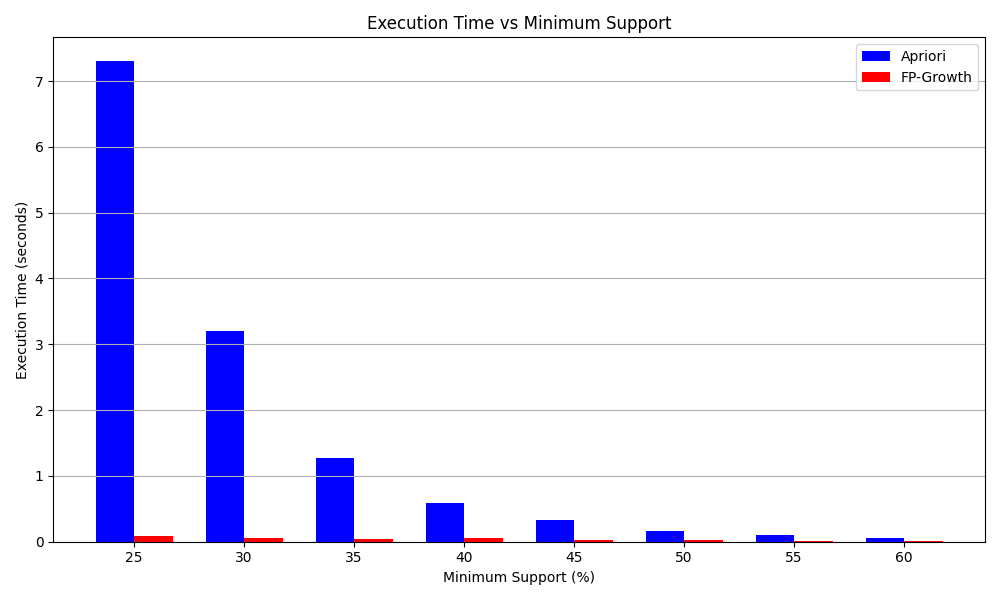 Execution Time vs Minimum Support
Apriori
FP-Growth
Execution Time (seconds)
7
6
5
4
3
2
1
0
25 30 35 40 45 50 55 60
Minimum Support (%)